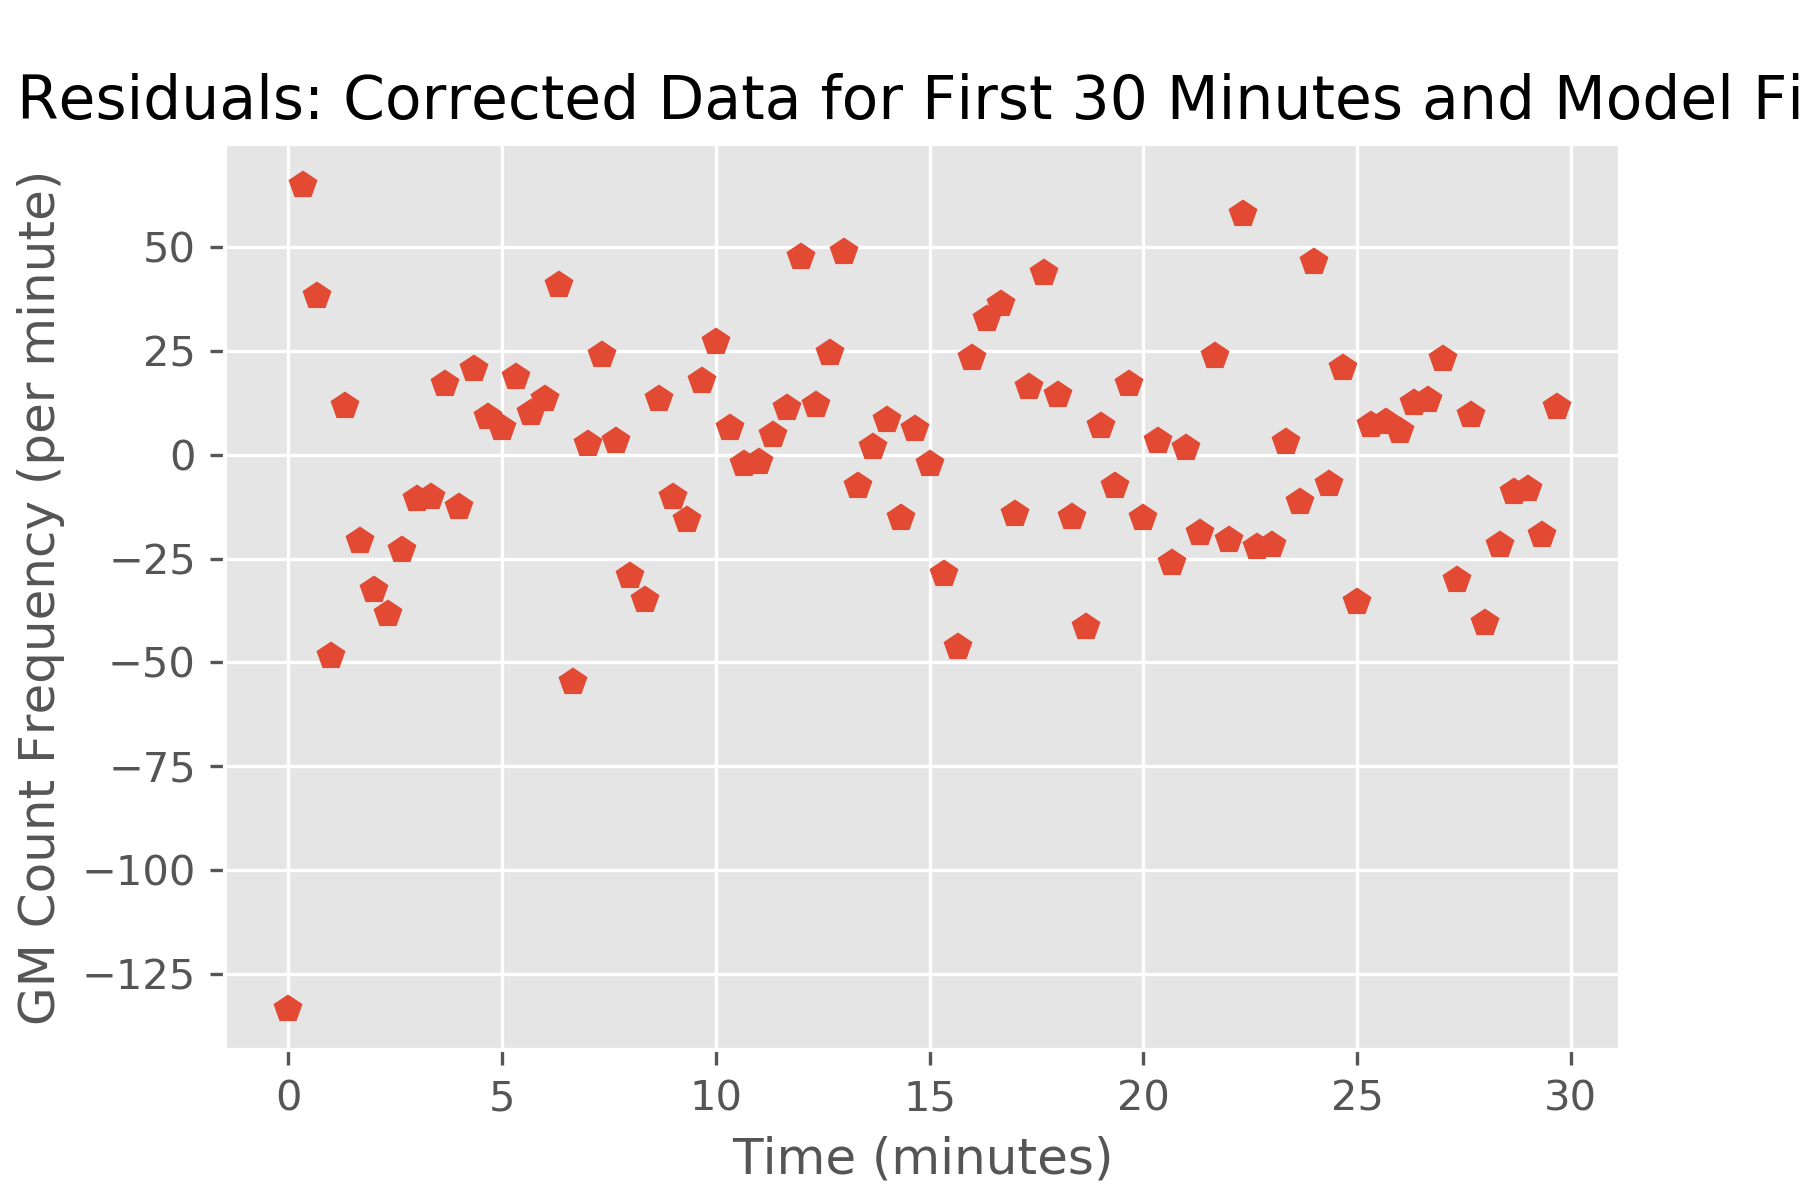 Residuals: Corrected Data for First 30 Minutes and Model Fi
GM Count Frequency (per minute)
50
25
0
−25
−50
−75
−100
−125
0 5 10 15 20 25 30
Time (minutes)